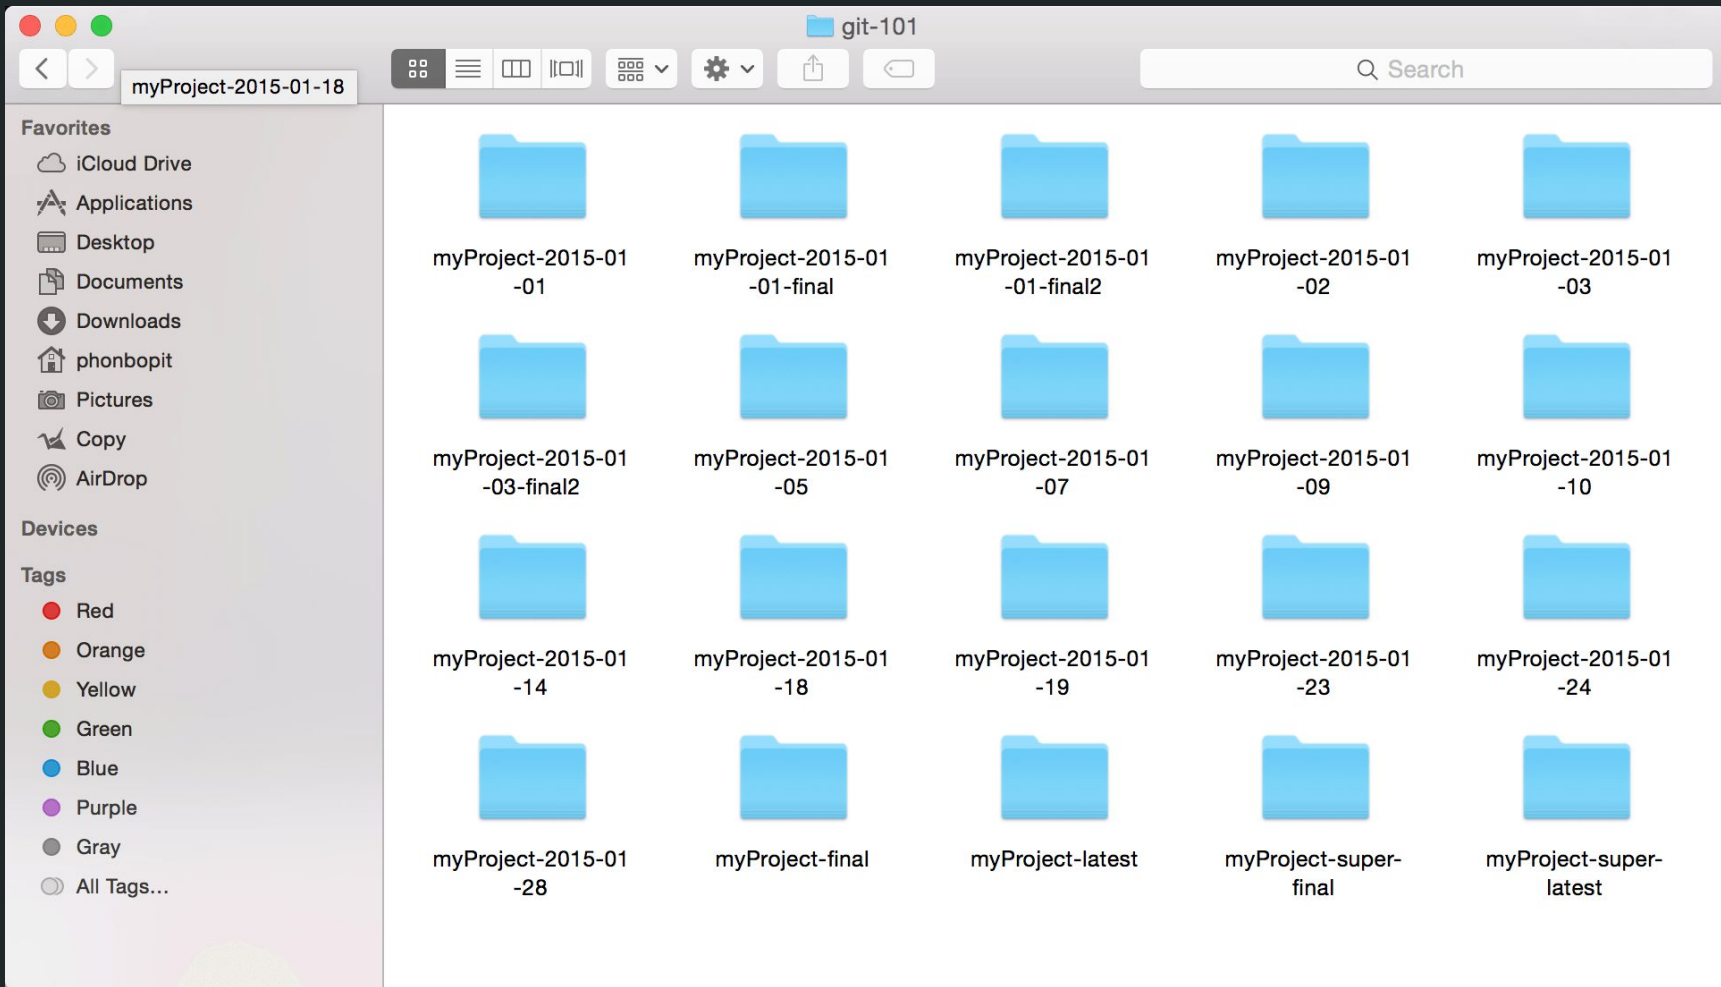 git-101
myProject-2015-01-18
Search
Favorites
iCloud Drive
Applications
Desktop
Documents
Downloads
phonbopit
Pictures
Copy
AirDrop
Devices
Tags
Red
Orange
Yellow
Green
Blue
Purple
Gray
All Tags...
myProject-2015-01
-01
myProject-2015-01
-01-final
myProject-2015-01
-01-final2
myProject-2015-01
-02
myProject-2015-01
-03
myProject-2015-01
-03-final2
myProject-2015-01
-05
myProject-2015-01
-07
myProject-2015-01
-09
myProject-2015-01
-10
myProject-2015-01
-14
myProject-2015-01
-18
myProject-2015-01
-19
myProject-2015-01
-23
myProject-2015-01
-24
myProject-2015-01
-28
myProject-final
myProject-latest
myProject-super-
final
myProject-super-
latest